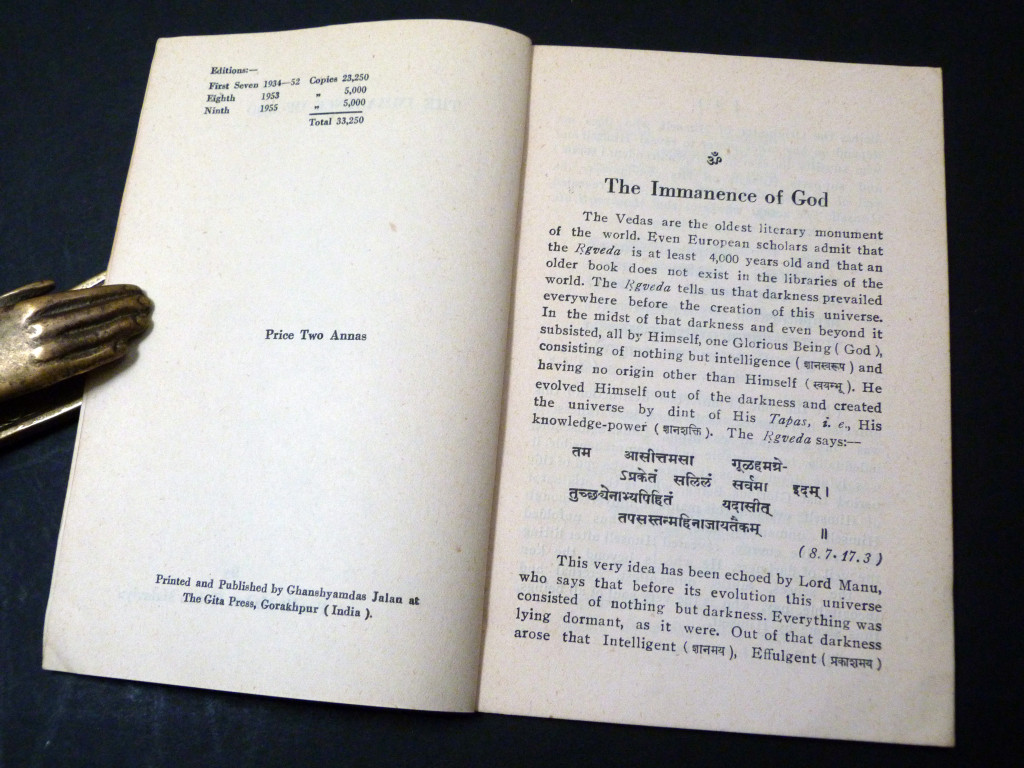 Editions:—
First Seven 1934—52 Copies 23,250
Eighth 1953 „ 5,000
Ninth 1955 „ 5,000
Total 33,250
Price Two Annas
Printed and Published by Ghanshyamdas Jalan at
The Gita Press, Gorakhpur ( India ).
ॐ
The Immanence of God
The Vedas are the oldest literary monument
of the world. Even European scholars admit that
the Ṛgveda is at least 4,000 years old and that an
older book does not exist in the libraries of the
world. The Ṛgveda tells us that darkness prevailed
everywhere before the creation of this universe.
In the midst of that darkness and even beyond it
subsisted, all by Himself, one Glorious Being ( God ),
consisting of nothing but intelligence ( ज्ञानस्वरूप ) and
having no origin other than Himself ( स्वयम्भू ). He
evolved Himself out of the darkness and created
the universe by dint of His Tapas, i. e., His
knowledge-power ( ज्ञानशक्ति ). The Ṛgveda says:—
तम आसीत्तमसा गूळहमग्रे-
ऽप्रकेतं सलिलं सर्वमा इदम् ।
तुच्छ्येनाभ्यपिहितं यदासीत्
तपसस्तन्महिनाजायतैकम् ॥
( 8.7.17.3 )
This very idea has been echoed by Lord Manu,
who says that before its evolution this universe
consisted of nothing but darkness. Everything was
lying dormant, as it were. Out of that darkness
arose that Intelligent ( ज्ञानमय ), Effulgent ( प्रकाशमय )